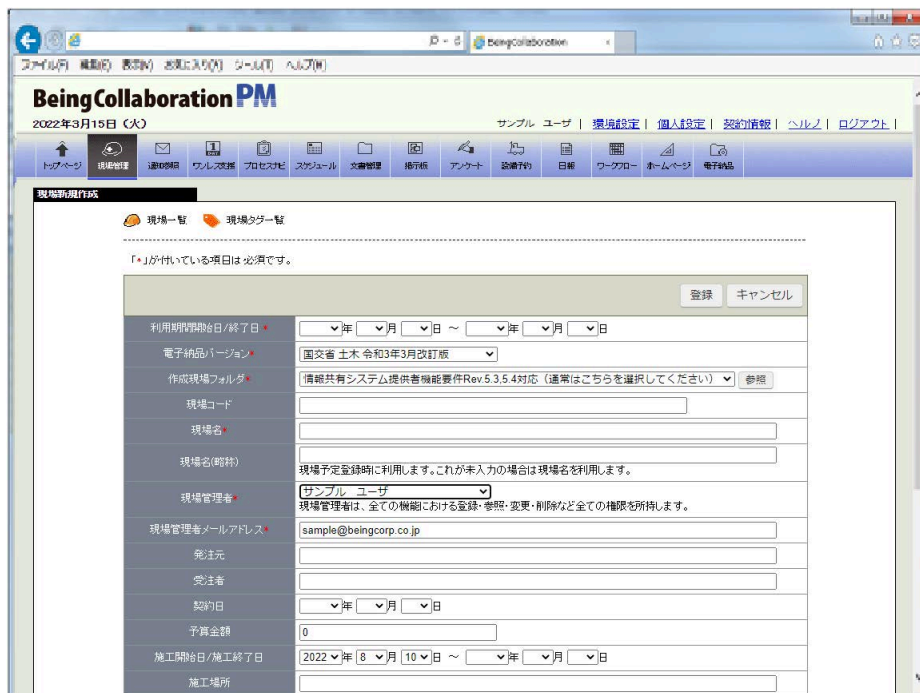 BeingCollaboration
ファイル(F) 編集(E) 表示(V) お気に入り(A) ツール(T) ヘルプ(H)
BeingCollaboration PM
2022年3月15日 (火)
サンプル ユーザ | 環境設定 | 個人設定 | 契約情報 | ヘルプ | ログアウト |
トップページ 現場管理 ワンレス支援 プロセスナビ スケジュール 文書管理 掲示板 アンケート 設備予約 日報 ワークフロー ホームページ 電子納品
現場新規作成
現場一覧 現場タグ一覧
「*」が付いている項目は必須です。
登録 キャンセル
利用期間開始日/終了日* 年 月 日 ～ 年 月 日
電子納品バージョン* 国交省 土木 令和3年3月改訂版
作成現場フォルダ* 情報共有システム提供者機能要件Rev.5.3,5.4対応（通常はこちらを選択してください） 参照
現場コード
現場名*
現場名(略称)
現場予定登録時に利用します。これが未入力の場合は現場名を利用します。
現場管理者* サンプル ユーザ
現場管理者は、全ての機能における登録・参照・変更・削除など全ての権限を所持します。
現場管理者メールアドレス* sample@beingcorp.co.jp
発注元
受注者
契約日 年 月 日
予算金額 0
施工開始日/施工終了日 2022 年 8 月 10 日 ～ 年 月 日
施工場所